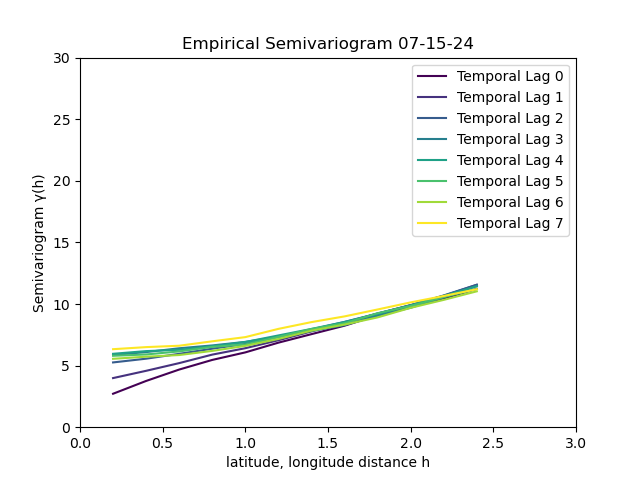 Empirical Semivariogram 07-15-24
30
25
20
15
10
5
0
Semivariogram γ(h)
Temporal Lag 0
Temporal Lag 1
Temporal Lag 2
Temporal Lag 3
Temporal Lag 4
Temporal Lag 5
Temporal Lag 6
Temporal Lag 7
0.0 0.5 1.0 1.5 2.0 2.5 3.0
latitude, longitude distance h